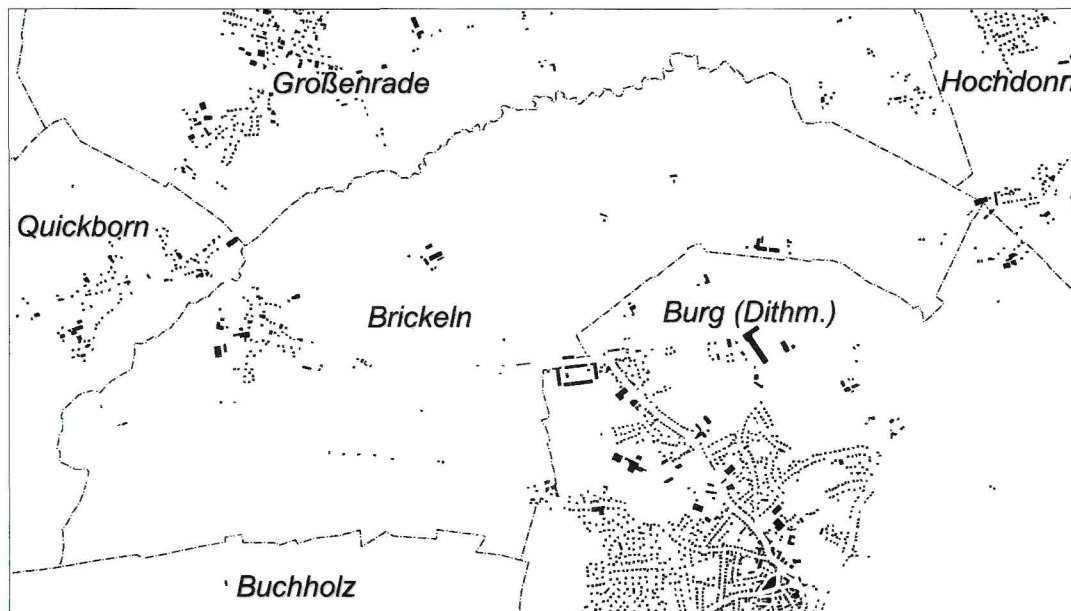 Großenrade
Hochdonn
Quickborn
Brickeln
Burg (Dithm.)
Buchholz